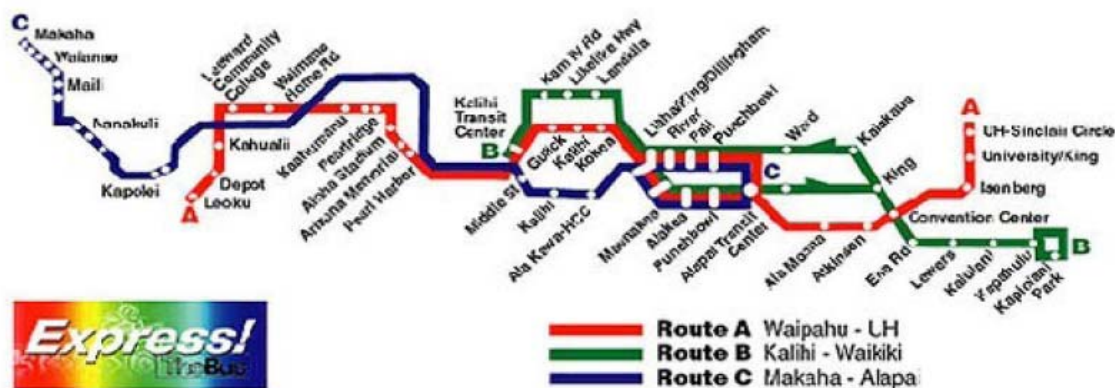 C
Makaha
Waianae
Maili
Nanakuli
Kapolei
Leeward
Community
College
Waimano
Home Rd
Kahualii
Depot
Leoku
A
Kaahumanu
Pearlridge
Aloha Stadium
Arizona Memorial
Pearl Harbor
Kalihi
Transit
Center
B
Kam IV Rd
Likelike Hwy
Lanakila
Gulick
Kalihi
Kokea
Middle St
Kalihi
Ala Kawa-HCC
Liliha/King/Dillingham
River
Pali
Punchbowl
Maunakea
Alakea
Punchbowl
Alapai Transit
Center
C
Ward
Kalakaua
King
A
UH-Sinclair Circle
University/King
Isenberg
Convention Center
Ala Moana
Atkinson
Ena Rd
Lewers
Kaiulani
Kapahulu
Kapiolani
Park
B
Express!
TheBus
Route A Waipahu - UH
Route B Kalihi - Waikiki
Route C Makaha - Alapai